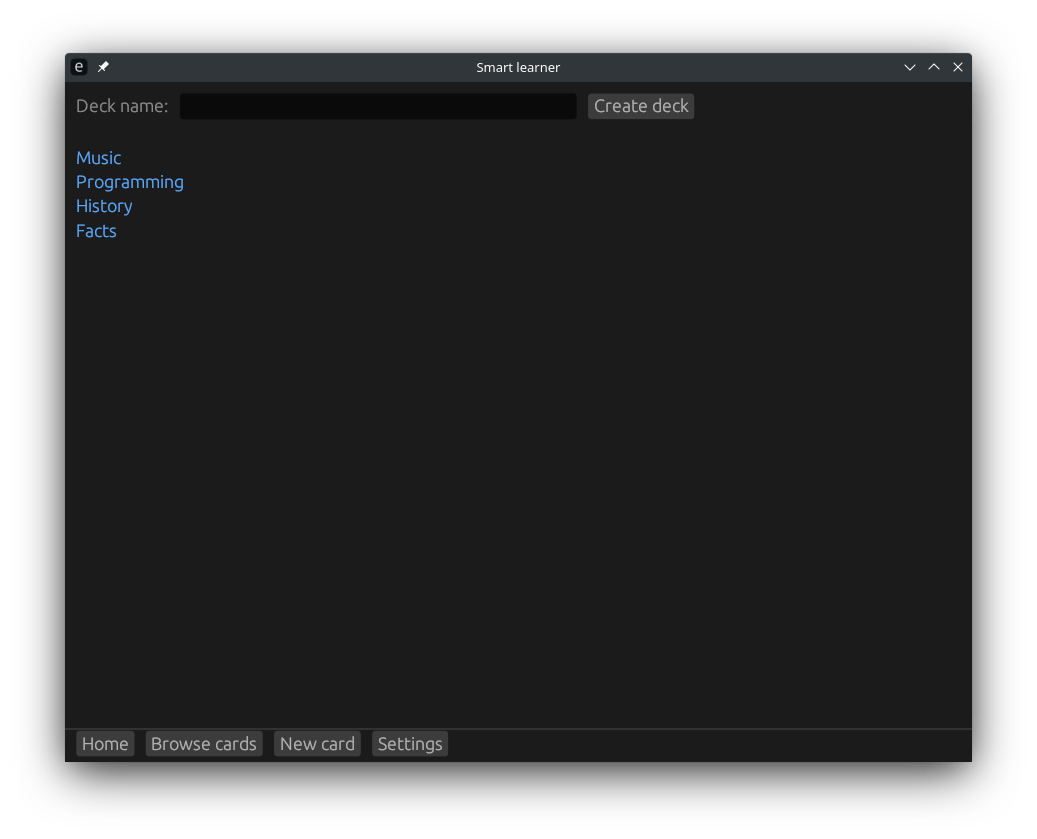 e Smart learner
Deck name: Create deck
Music
Programming
History
Facts
Home Browse cards New card Settings